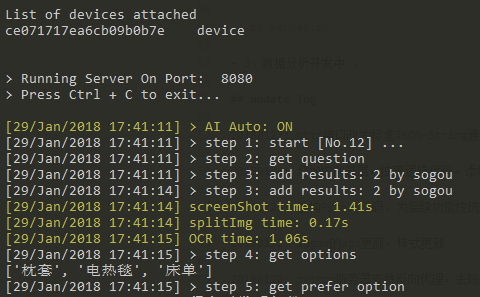 List of devices attached
ce071717ea6cb09b0b7e    device
> Running Server On Port:  8080
> Press Ctrl + C to exit...
[29/Jan/2018 17:41:11] > AI Auto: ON
[29/Jan/2018 17:41:11] > step 1: start [No.12] ...
[29/Jan/2018 17:41:11] > step 2: get question
[29/Jan/2018 17:41:11] > step 3: add results: 2 by sogou
[29/Jan/2018 17:41:14] > step 3: add results: 2 by sogou
[29/Jan/2018 17:41:14] screenShot time:  1.41s
[29/Jan/2018 17:41:14] splitImg time: 0.17s
[29/Jan/2018 17:41:15] OCR time: 1.06s
[29/Jan/2018 17:41:15] > step 4: get options
['枕套', '电热毯', '床单']
[29/Jan/2018 17:41:15] > step 5: get prefer option